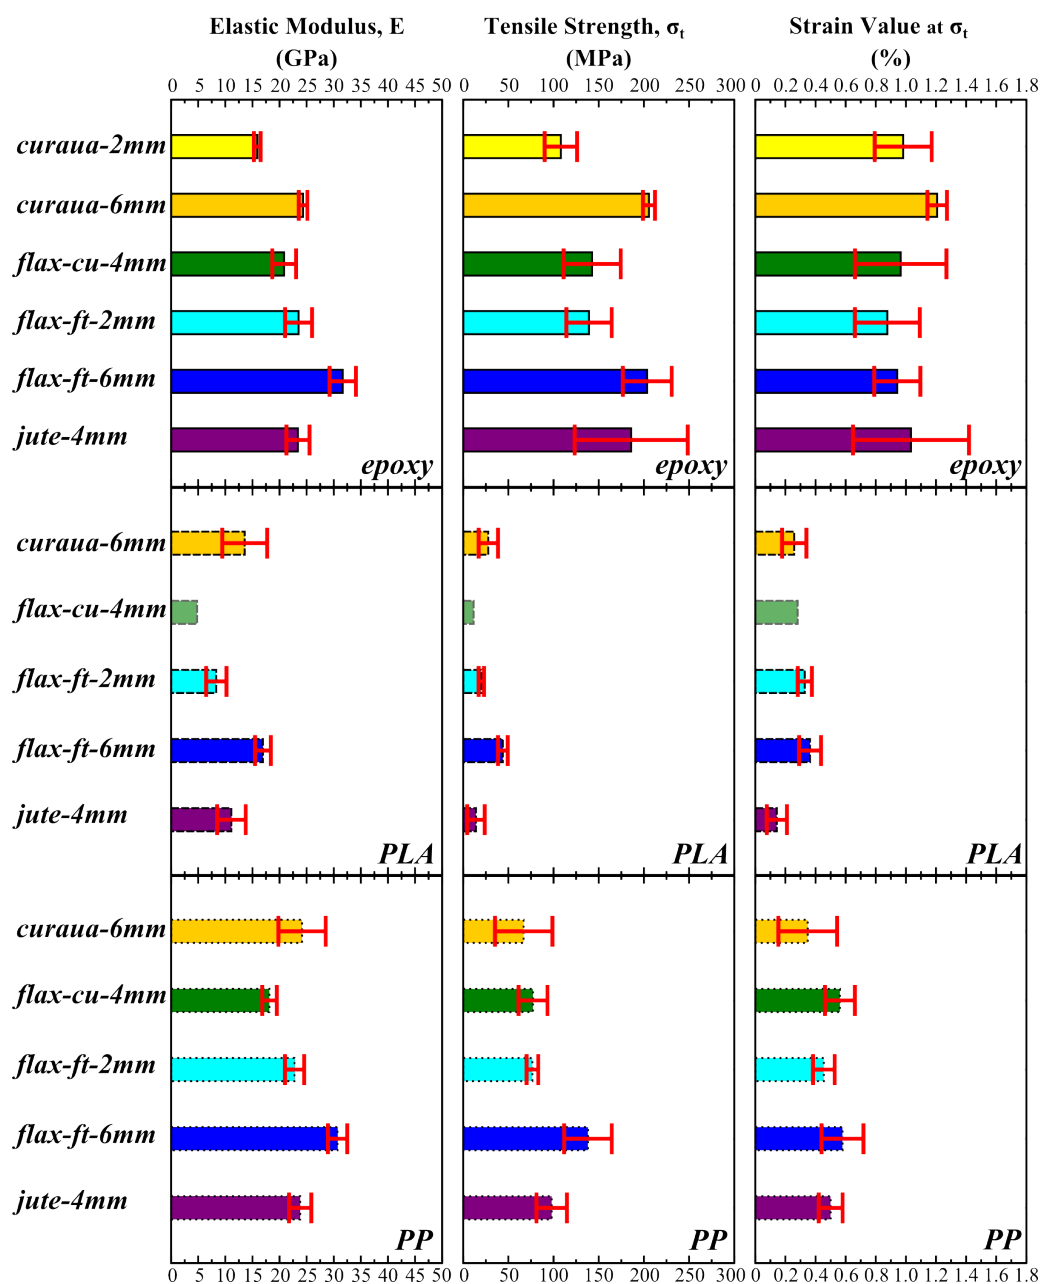 Elastic Modulus, E Tensile Strength, σt Strain Value at σt
(GPa) (MPa) (%)
0 5 10 15 20 25 30 35 40 45 50 0 50 100 150 200 250 300 0 0.2 0.4 0.6 0.8 1.0 1.2 1.4 1.6 1.8
curaua-2mm
curaua-6mm
flax-cu-4mm
flax-ft-2mm
flax-ft-6mm
jute-4mm
epoxy epoxy epoxy
curaua-6mm
flax-cu-4mm
flax-ft-2mm
flax-ft-6mm
jute-4mm
PLA PLA PLA
curaua-6mm
flax-cu-4mm
flax-ft-2mm
flax-ft-6mm
jute-4mm
PP PP PP
0 5 10 15 20 25 30 35 40 45 50 0 50 100 150 200 250 300 0 0.2 0.4 0.6 0.8 1.0 1.2 1.4 1.6 1.8